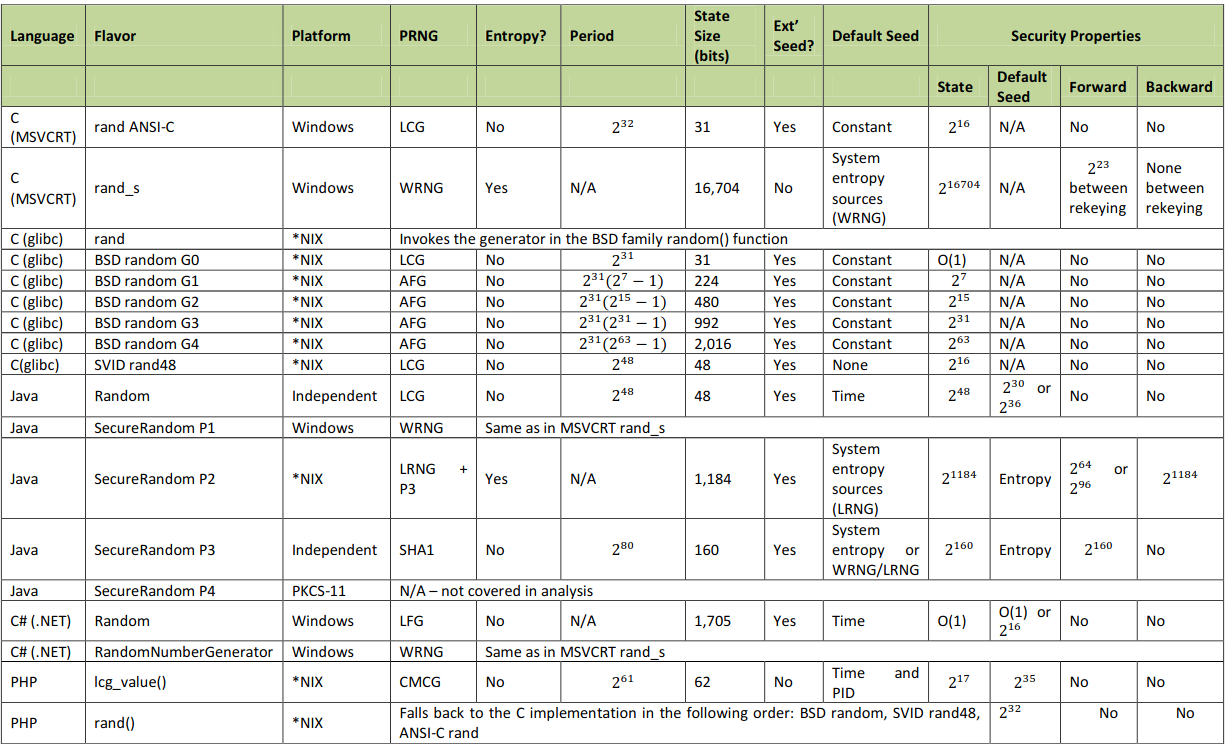 Language Flavor Platform PRNG Entropy? Period State Size (bits) Ext’ Seed? Default Seed Security Properties
State Default Seed Forward Backward
C (MSVCRT) rand ANSI-C Windows LCG No 2^32 31 Yes Constant 2^16 N/A No No
C (MSVCRT) rand_s Windows WRNG Yes N/A 16,704 No System entropy sources (WRNG) 2^16704 N/A 2^23 between rekeying None between rekeying
C (glibc) rand *NIX Invokes the generator in the BSD family random() function
C (glibc) BSD random G0 *NIX LCG No 2^31 31 Yes Constant O(1) N/A No No
C (glibc) BSD random G1 *NIX AFG No 2^31(2^7 − 1) 224 Yes Constant 2^7 N/A No No
C (glibc) BSD random G2 *NIX AFG No 2^31(2^15 − 1) 480 Yes Constant 2^15 N/A No No
C (glibc) BSD random G3 *NIX AFG No 2^31(2^31 − 1) 992 Yes Constant 2^31 N/A No No
C (glibc) BSD random G4 *NIX AFG No 2^31(2^63 − 1) 2,016 Yes Constant 2^63 N/A No No
C(glibc) SVID rand48 *NIX LCG No 2^48 48 Yes None 2^16 N/A No No
Java Random Independent LCG No 2^48 48 Yes Time 2^48 2^30 or 2^36 No No
Java SecureRandom P1 Windows WRNG Same as in MSVCRT rand_s
Java SecureRandom P2 *NIX LRNG + P3 Yes N/A 1,184 Yes System entropy sources (LRNG) 2^1184 Entropy 2^64 or 2^96 2^1184
Java SecureRandom P3 Independent SHA1 No 2^80 160 Yes System entropy or WRNG/LRNG 2^160 Entropy 2^160 No
Java SecureRandom P4 PKCS-11 N/A – not covered in analysis
C# (.NET) Random Windows LFG No N/A 1,705 Yes Time O(1) O(1) or 2^16 No No
C# (.NET) RandomNumberGenerator Windows WRNG Same as in MSVCRT rand_s
PHP lcg_value() *NIX CMCG No 2^61 62 No Time and PID 2^17 2^35 No No
PHP rand() *NIX Falls back to the C implementation in the following order: BSD random, SVID rand48, ANSI-C rand 2^32 No No